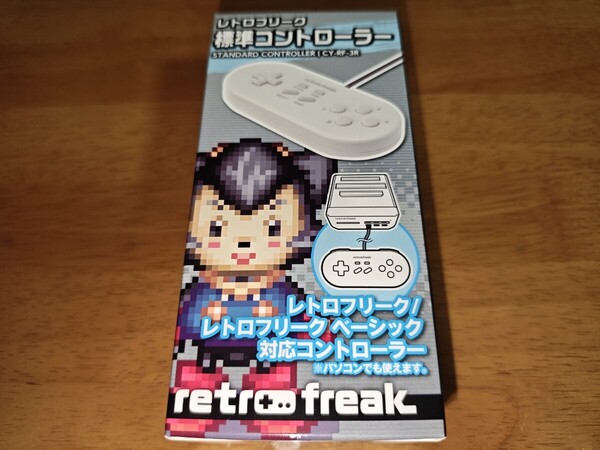 レトロフリーク
標準コントローラー
STANDARD CONTROLLER | CY-RF-3R
レトロフリーク/
レトロフリーク ベーシック
対応コントローラー
※パソコンでも使えます。
retro freak